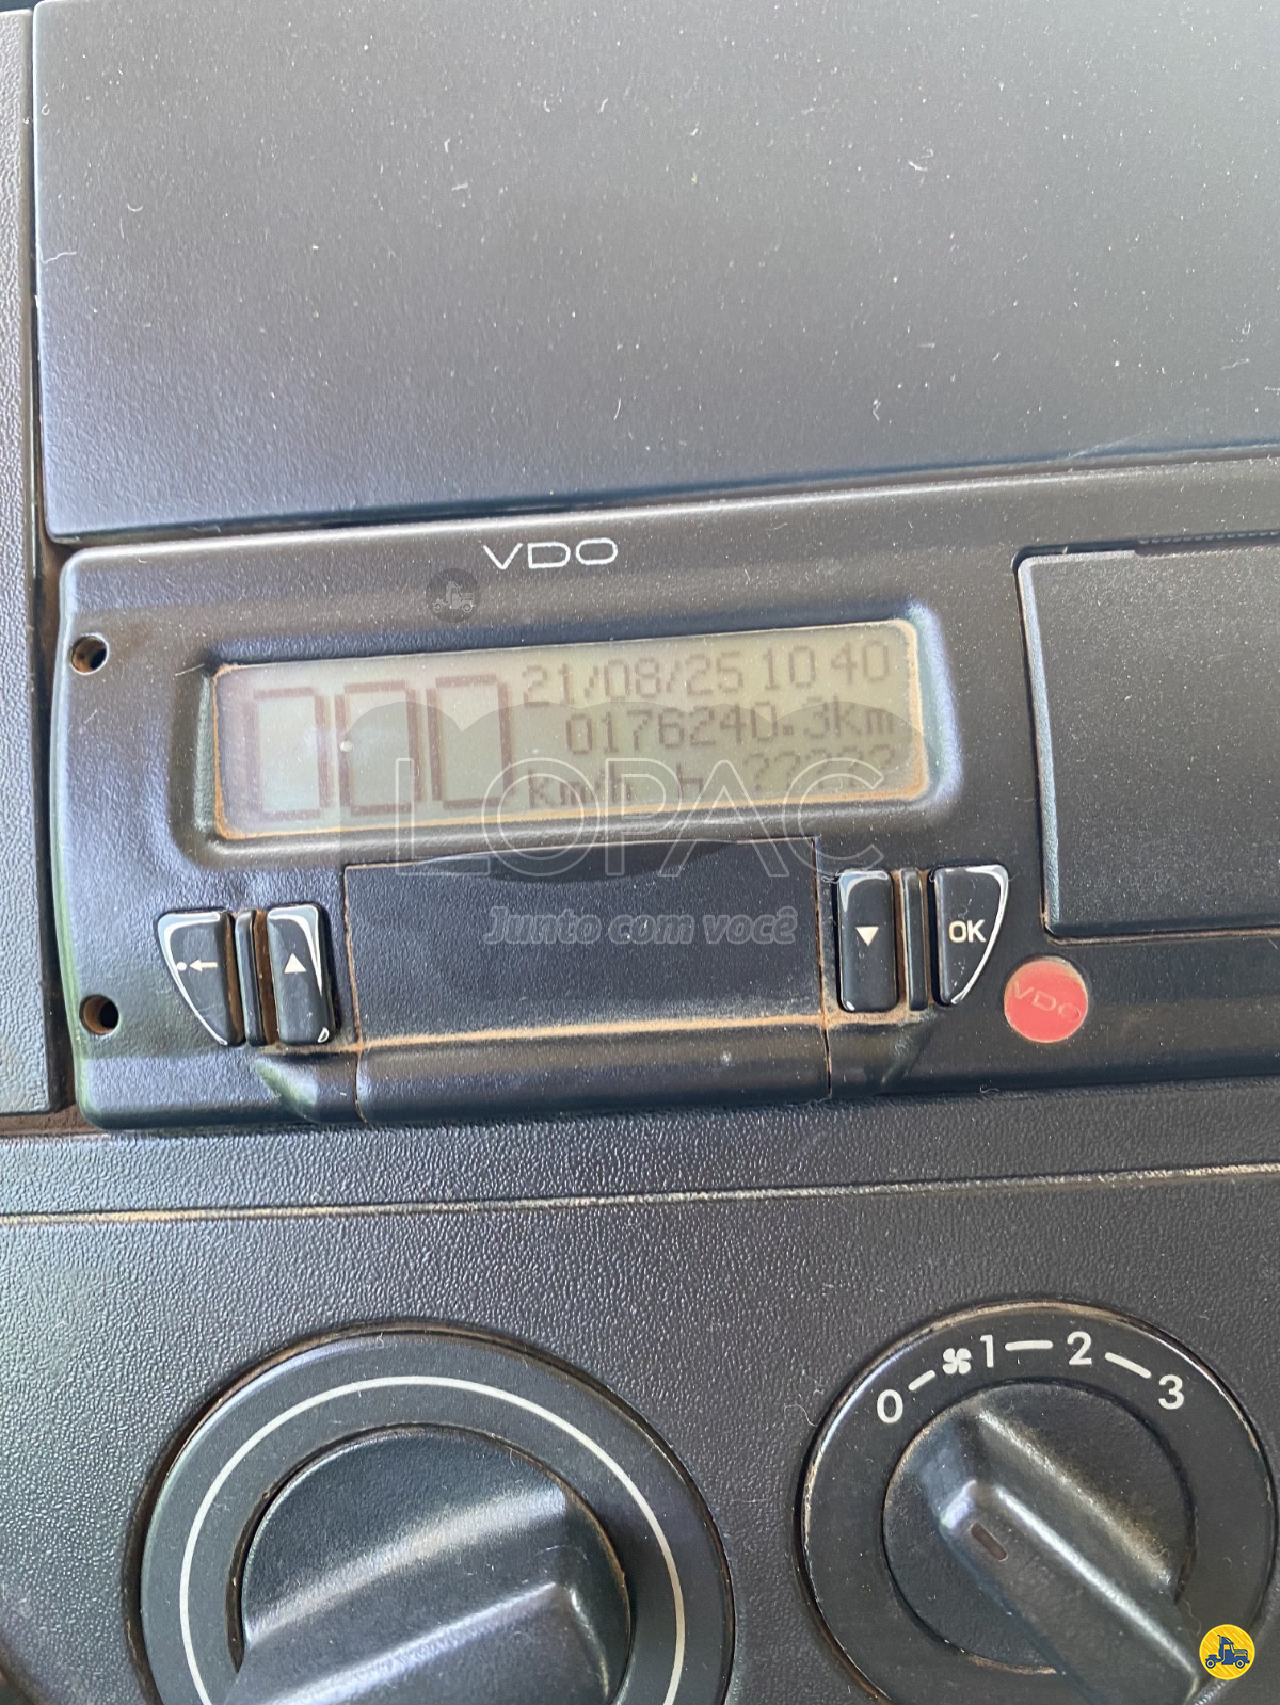 VDO
21/08/25 10 40
000 0176240.3km
km/h h ?????
LOPAC
Junto com você
OK
VDO
0 1 2 3